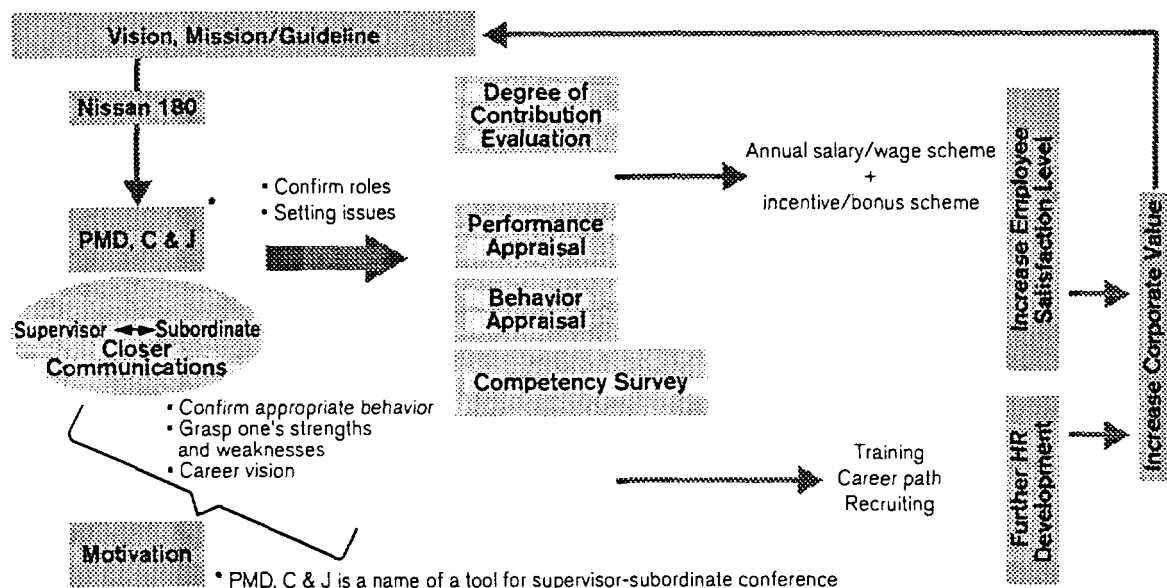 Vision, Mission/Guideline
Nissan 180
PMD, C & J
*
Supervisor ↔ Subordinate
Closer
Communications
• Confirm roles
• Setting issues
• Confirm appropriate behavior
• Grasp one's strengths
and weaknesses
• Career vision
Motivation
Degree of
Contribution
Evaluation
Performance
Appraisal
Behavior
Appraisal
Competency Survey
Annual salary/wage scheme
+
incentive/bonus scheme
Training
Career path
Recruiting
Increase Employee
Satisfaction Level
Further HR
Development
Increase Corporate Value
* PMD, C & J is a name of a tool for supervisor-subordinate conference